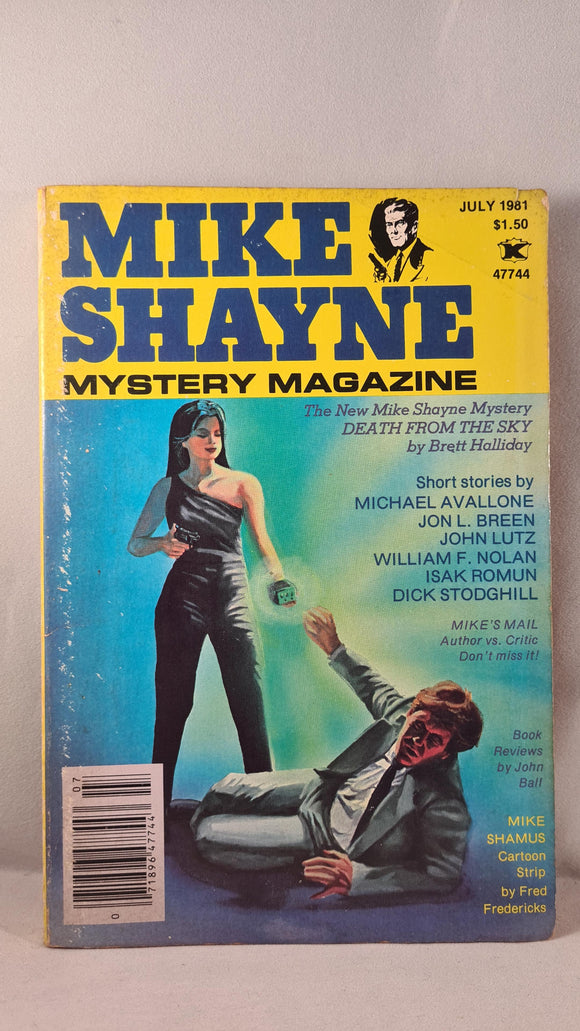 MIKE
SHAYNE
MYSTERY MAGAZINE
JULY 1981
$1.50
K
47744
The New Mike Shayne Mystery
DEATH FROM THE SKY
by Brett Halliday
Short stories by
MICHAEL AVALLONE
JON L. BREEN
JOHN LUTZ
WILLIAM F. NOLAN
ISAK ROMUN
DICK STODGHILL
MIKE'S MAIL
Author vs. Critic
Don't miss it!
Book
Reviews
by John
Ball
MIKE
SHAMUS
Cartoon
Strip
by Fred
Fredericks
07
0
71896 47744